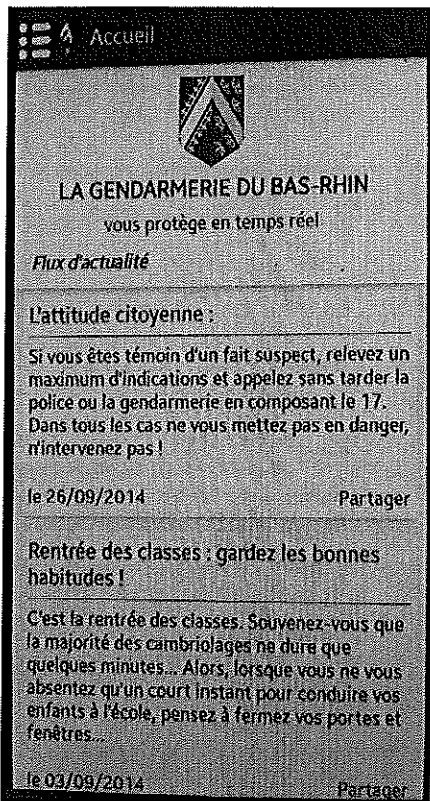 Accueil
LA GENDARMERIE DU BAS-RHIN
vous protège en temps réel
Flux d'actualité
L'attitude citoyenne :
Si vous êtes témoin d'un fait suspect, relevez un
maximum d'indications et appelez sans tarder la
police ou la gendarmerie en composant le 17.
Dans tous les cas ne vous mettez pas en danger,
n'intervenez pas !
le 26/09/2014 Partager
Rentrée des classes : gardez les bonnes
habitudes !
C'est la rentrée des classes. Souvenez-vous que
la majorité des cambriolages ne dure que
quelques minutes... Alors, lorsque vous ne vous
absentez qu'un court instant pour conduire vos
enfants à l'école, pensez à fermez vos portes et
fenêtres...
le 03/09/2014 Partager